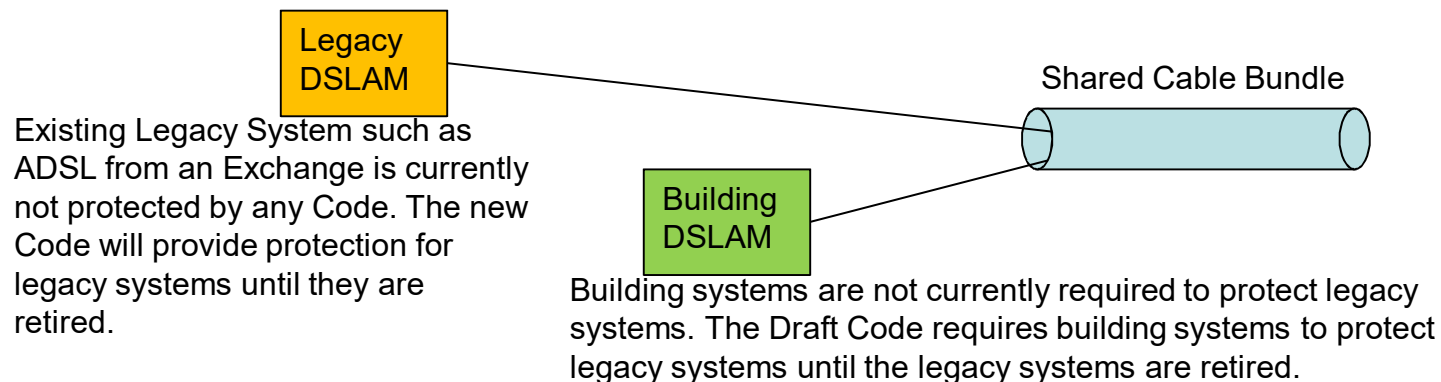 Legacy
DSLAM
Shared Cable Bundle
Existing Legacy System such as
ADSL from an Exchange is currently
not protected by any Code. The new
Code will provide protection for
legacy systems until they are
retired.
Building
DSLAM
Building systems are not currently required to protect legacy
systems. The Draft Code requires building systems to protect
legacy systems until the legacy systems are retired.